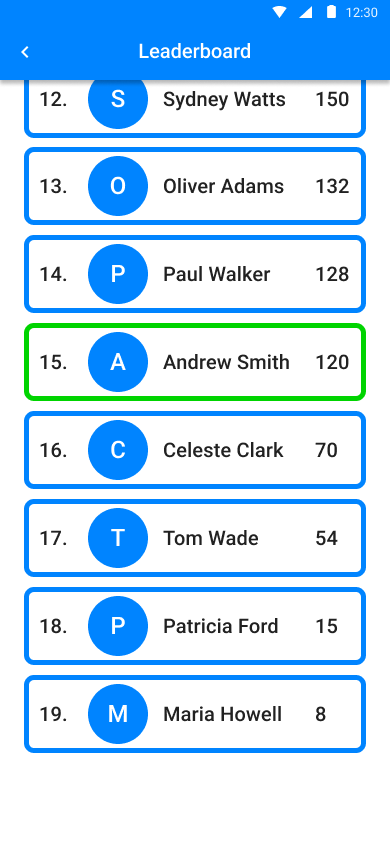 12:30
Leaderboard
12. S Sydney Watts 150
13. O Oliver Adams 132
14. P Paul Walker 128
15. A Andrew Smith 120
16. C Celeste Clark 70
17. T Tom Wade 54
18. P Patricia Ford 15
19. M Maria Howell 8